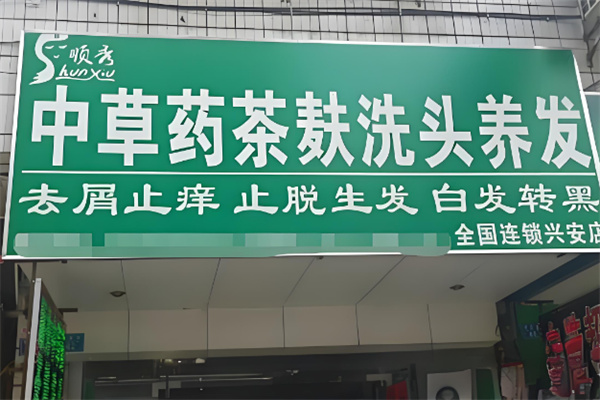 顺秀
ShunXiu
中草药茶麸洗头养发
去屑止痒 止脱生发 白发转黑
全国连锁兴安店